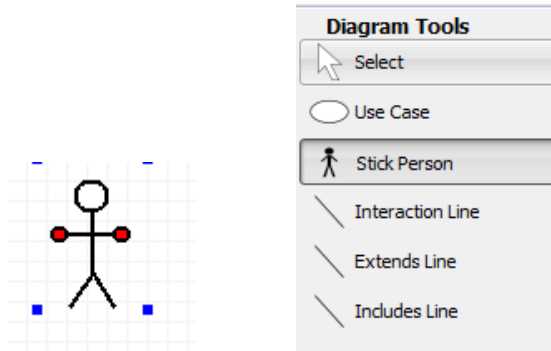 Diagram Tools
Select
Use Case
Stick Person
Interaction Line
Extends Line
Includes Line